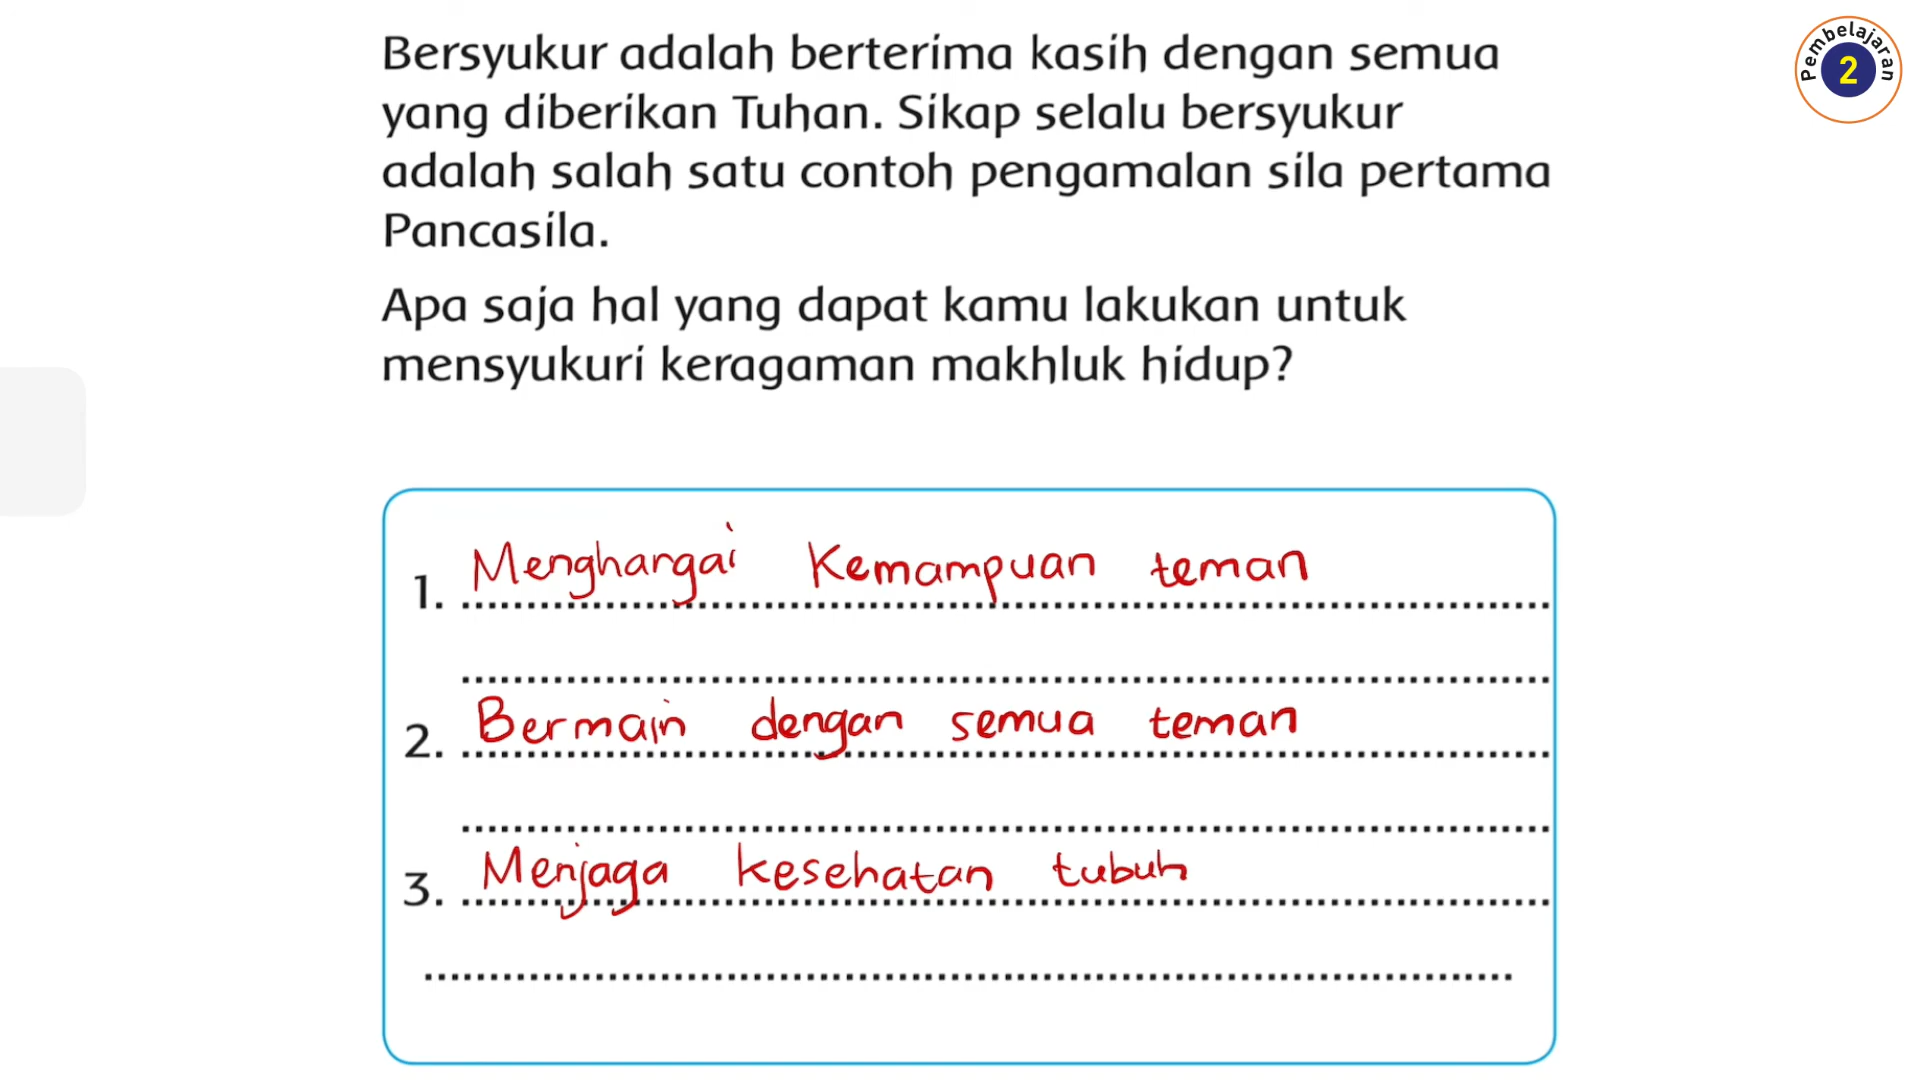 Bersyukur adalah berterima kasih dengan semua
yang diberikan Tuhan. Sikap selalu bersyukur
adalah salah satu contoh pengamalan sila pertama
Pancasila.
Apa saja hal yang dapat kamu lakukan untuk
mensyukuri keragaman makhluk hidup?
1. Menghargai Kemampuan teman
2. Bermain dengan semua teman
3. Menjaga kesehatan tubuh
Pembelajaran
2